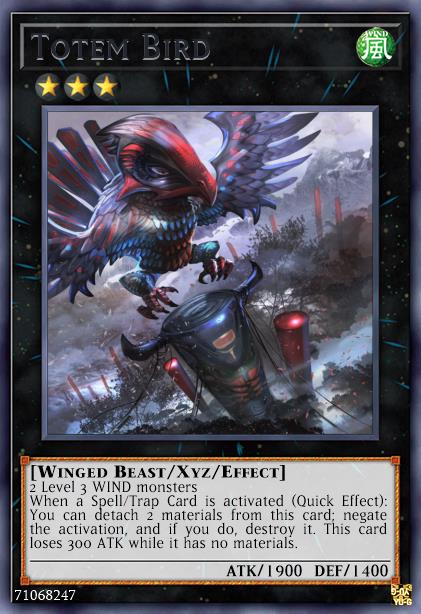 Totem Bird
WIND
風
[Winged Beast/Xyz/Effect]
2 Level 3 WIND monsters
When a Spell/Trap Card is activated (Quick Effect):
You can detach 2 materials from this card; negate
the activation, and if you do, destroy it. This card
loses 300 ATK while it has no materials.
ATK/1900 DEF/1400
71068247